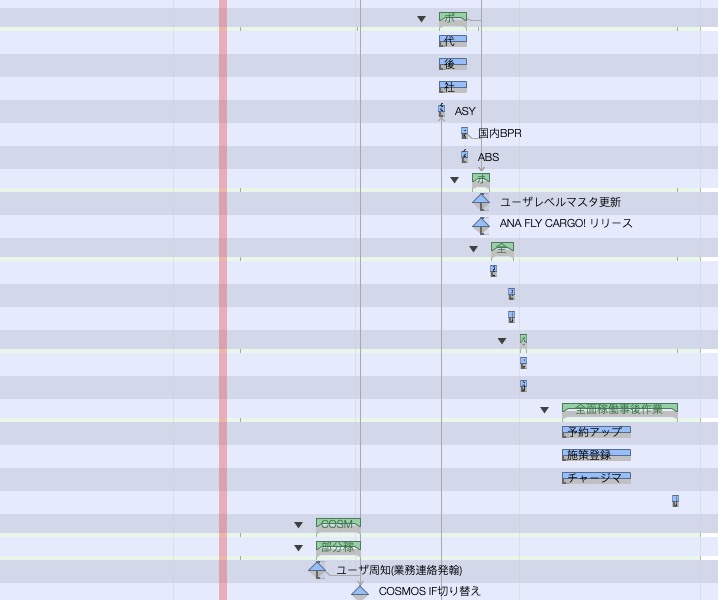 ポ
代
後
社
ASY
国内BPR
ABS
ポ
ユーザレベルマスタ更新
ANA FLY CARGO! リリース
全
全面稼働事後作業
予約アップ
施策登録
チャージマ
COSM
部分稼
ユーザ周知(業務連絡発翰)
COSMOS IF切り替え